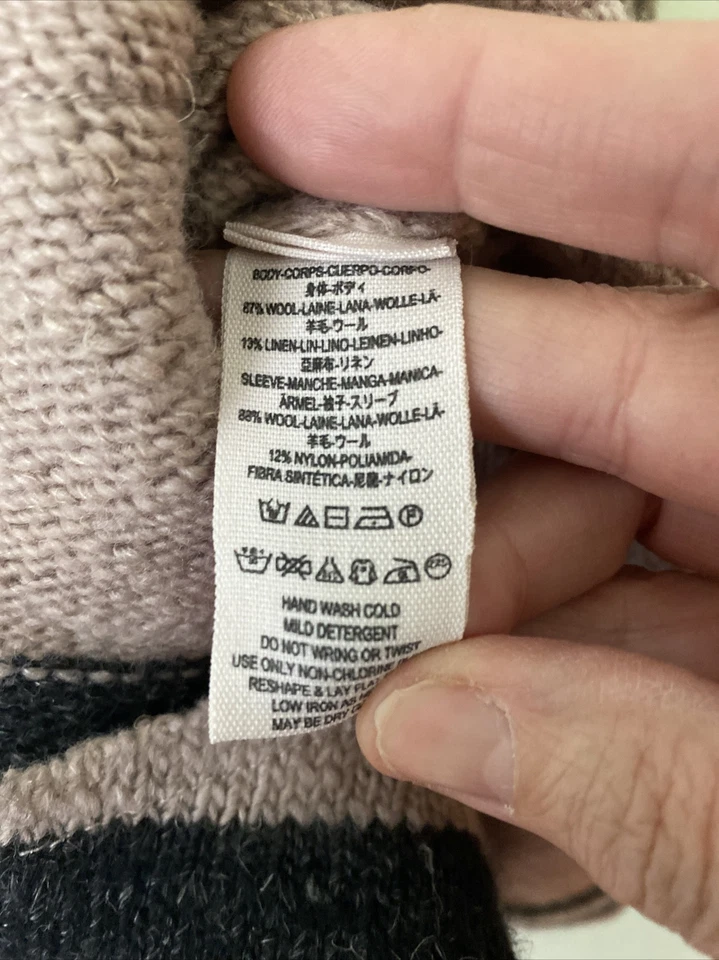 BODY-CORPS-CUERPO-CORPO-
身体-ボディ
87% WOOL-LAINE-LANA-WOLLE-LÃ-
羊毛-ウール
13% LINEN-LIN-LINO-LEINEN-LINHO-
亞麻布-リネン
SLEEVE-MANCHE-MANGA-MANICA-
ÄRMEL-袖子-スリーブ
88% WOOL-LAINE-LANA-WOLLE-LÃ-
羊毛-ウール
12% NYLON-POLIAMIDA-
FIBRA SINTÉTICA-尼龍-ナイロン
HAND WASH COLD
MILD DETERGENT
DO NOT WRING OR TWIST
USE ONLY NON-CHLORINE
RESHAPE & LAY
LOW IRON
MAY BE DRY